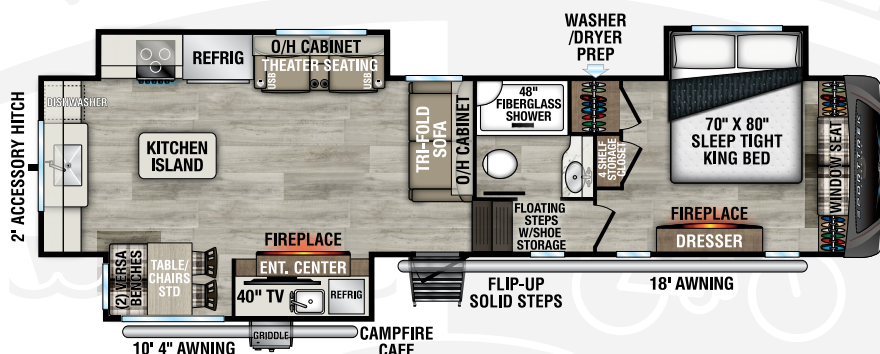 WASHER
/DRYER
PREP
O/H CABINET
THEATER SEATING
USB
USB
REFRIG
DISHWASHER
2" ACCESSORY HITCH
KITCHEN
ISLAND
TRI-FOLD
SOFA
O/H CABINET
48"
FIBERGLASS
SHOWER
4 SHELF
STORAGE
CLOSET
70" X 80"
SLEEP TIGHT
KING BED
WINDOW SEAT
SPORTTREK
FLOATING
STEPS
W/SHOE
STORAGE
FIREPLACE
DRESSER
FIREPLACE
ENT. CENTER
(2) VERSA
BENCHES
TABLE/
CHAIRS
STD
40" TV
REFRIG
FLIP-UP
SOLID STEPS
18' AWNING
10' 4" AWNING
GRIDDLE
CAMPFIRE
CAFE